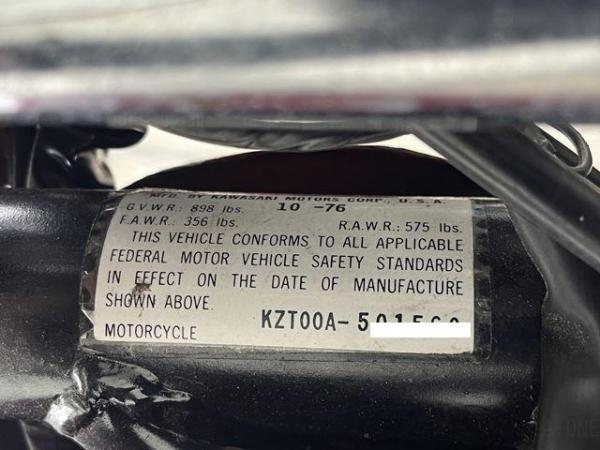 MFD. BY KAWASAKI MOTORS CORP., U.S.A.
G.V.W.R.: 898 lbs. 10 -76
F.A.W.R.: 356 lbs. R.A.W.R.: 575 lbs.
THIS VEHICLE CONFORMS TO ALL APPLICABLE
FEDERAL MOTOR VEHICLE SAFETY STANDARDS
IN EFFECT ON THE DATE OF MANUFACTURE
SHOWN ABOVE.
MOTORCYCLE KZT00A-5